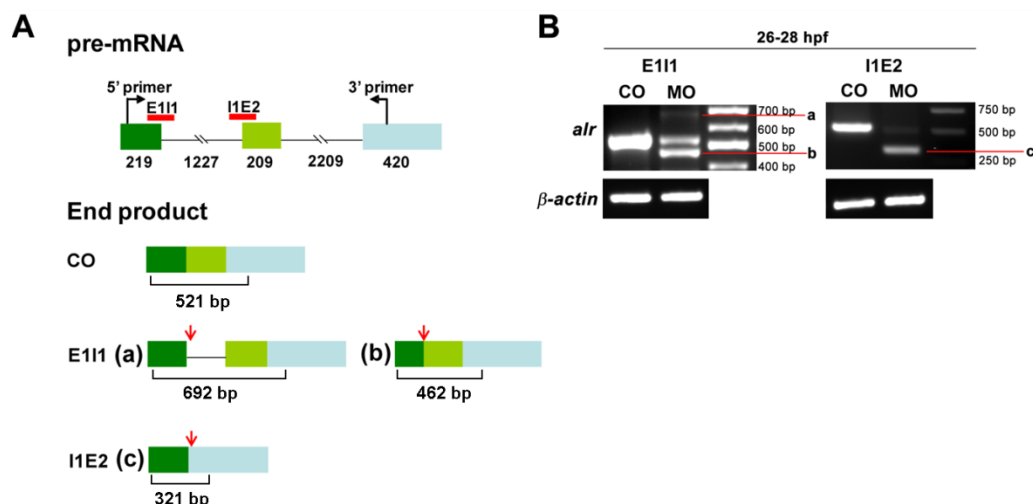 A
pre-mRNA
5' primer
3' primer
E1I1
I1E2
219
1227
209
2209
420
End product
CO
521 bp
E1I1 (a)
(b)
692 bp
462 bp
I1E2 (c)
321 bp
B
26-28 hpf
E1I1
I1E2
CO MO
CO MO
alr
700 bp
600 bp
500 bp
400 bp
a
b
750 bp
500 bp
250 bp
c
β-actin